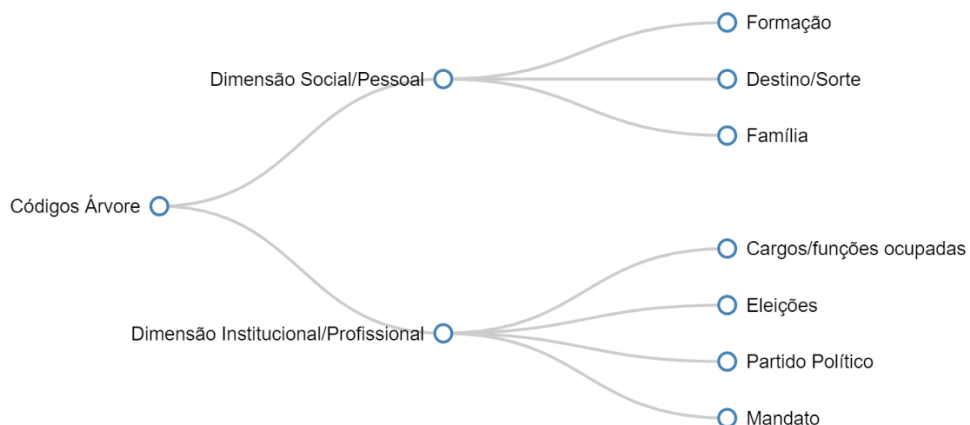 Formação
Dimensão Social/Pessoal
Destino/Sorte
Família
Códigos Árvore
Cargos/funções ocupadas
Eleições
Dimensão Institucional/Profissional
Partido Político
Mandato